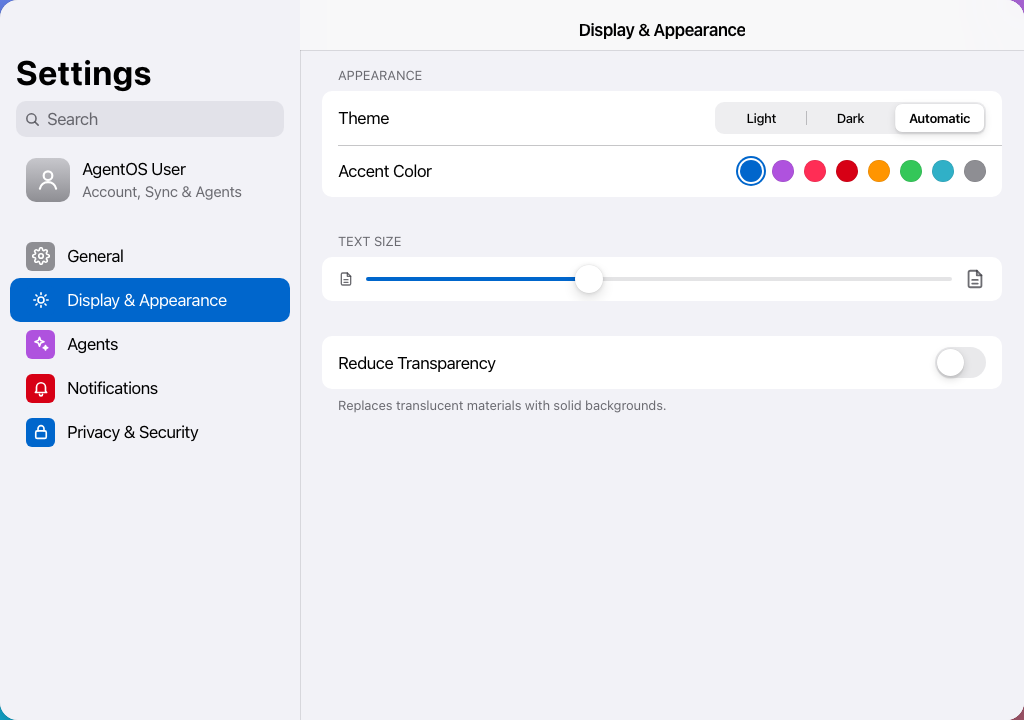 Settings
Search
AgentOS User
Account, Sync & Agents
General
Display & Appearance
Agents
Notifications
Privacy & Security
Display & Appearance
APPEARANCE
Theme
Light
Dark
Automatic
Accent Color
TEXT SIZE
Reduce Transparency
Replaces translucent materials with solid backgrounds.